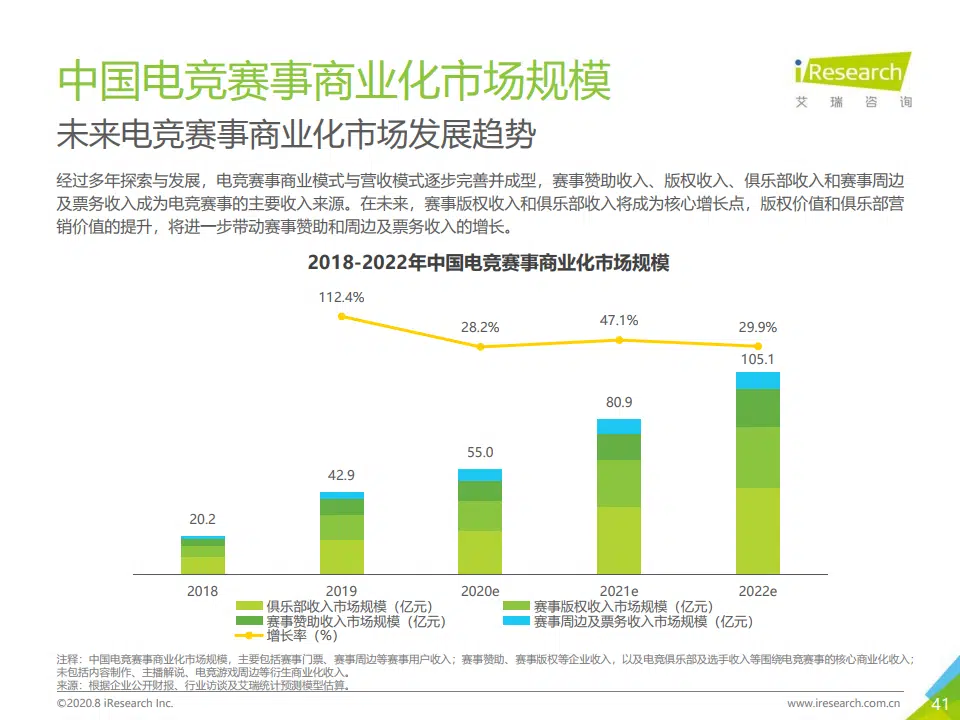 中国电竞赛事商业化市场规模
iResearch
艾 瑞 咨 询
未来电竞赛事商业化市场发展趋势
经过多年探索与发展，电竞赛事商业模式与营收模式逐步完善并成型，赛事赞助收入、版权收入、俱乐部收入和赛事周边
及票务收入成为电竞赛事的主要收入来源。在未来，赛事版权收入和俱乐部收入将成为核心增长点，版权价值和俱乐部营
销价值的提升，将进一步带动赛事赞助和周边及票务收入的增长。
2018-2022年中国电竞赛事商业化市场规模
112.4%
28.2%
47.1%
29.9%
20.2
42.9
55.0
80.9
105.1
2018
2019
2020e
2021e
2022e
俱乐部收入市场规模（亿元）
赛事版权收入市场规模（亿元）
赛事赞助收入市场规模（亿元）
赛事周边及票务收入市场规模（亿元）
增长率（%）
注释：中国电竞赛事商业化市场规模，主要包括赛事门票、赛事周边等赛事用户收入；赛事赞助、赛事版权等企业收入，以及电竞俱乐部及选手收入等围绕电竞赛事的核心商业化收入；
未包括内容制作、主播解说、电竞游戏周边等衍生商业化收入。
来源：根据企业公开财报、行业访谈及艾瑞统计预测模型估算。
©2020.8 iResearch Inc.
www.iresearch.com.cn
41